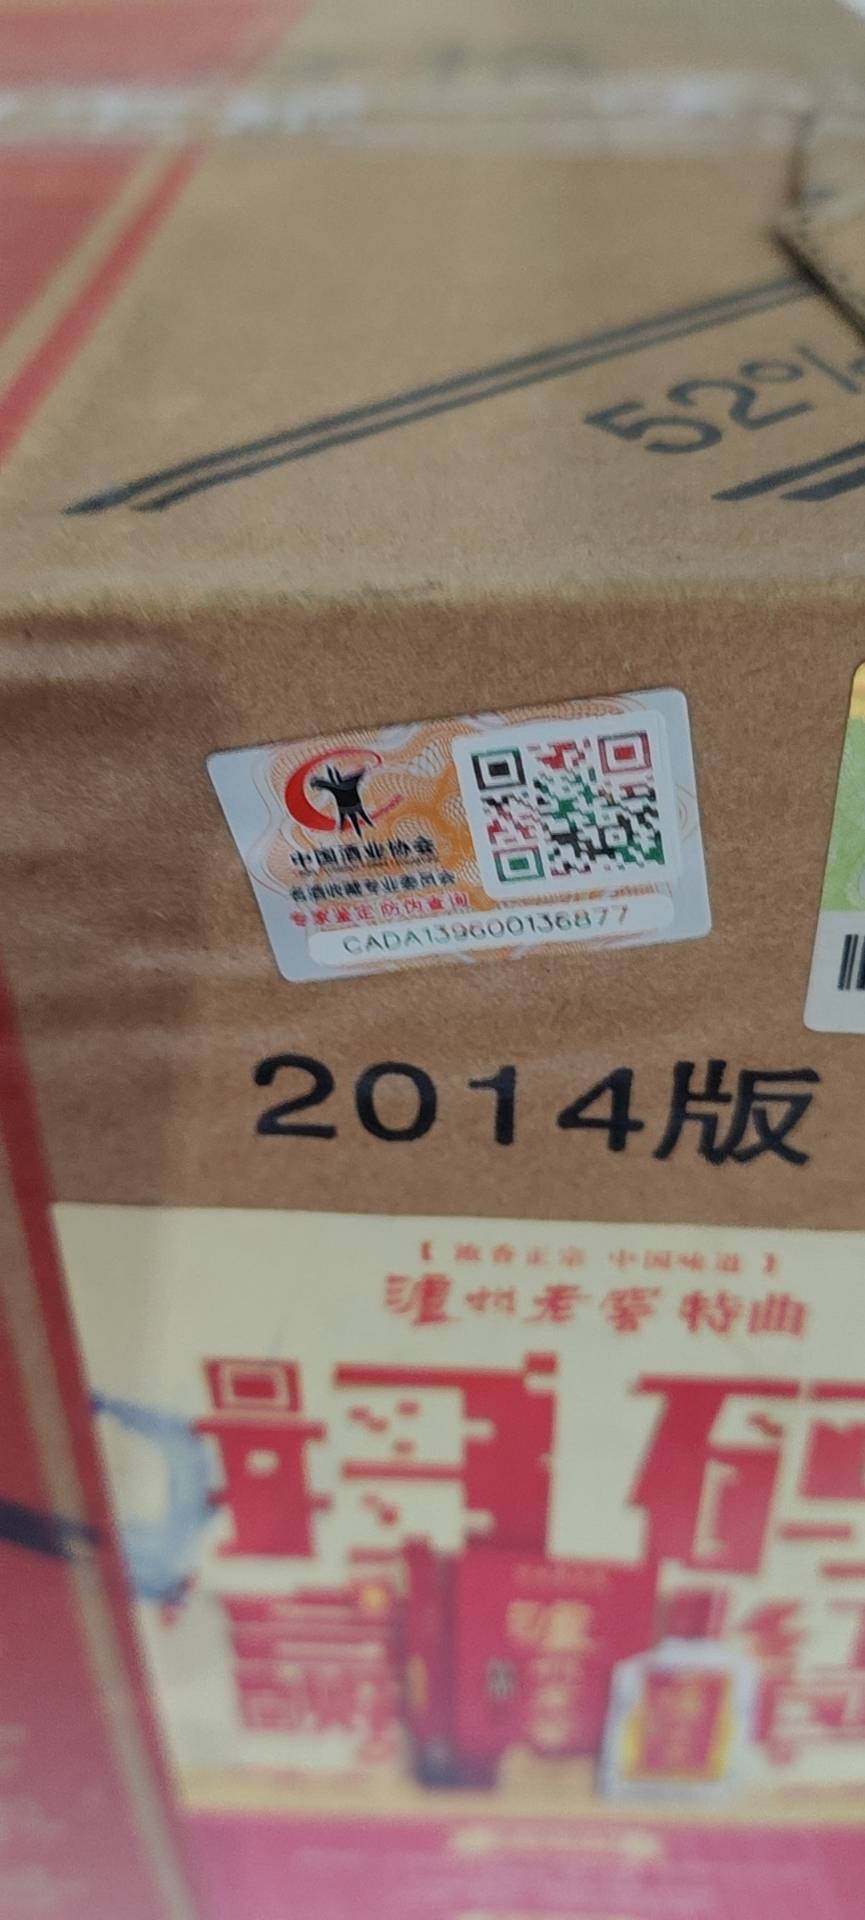 52%
中国酒业协会
名酒收藏专业委员会
专家鉴定 防伪查询
CADA139600136877
2014版
【浓香正宗 中国味道】
泸州老窖特曲